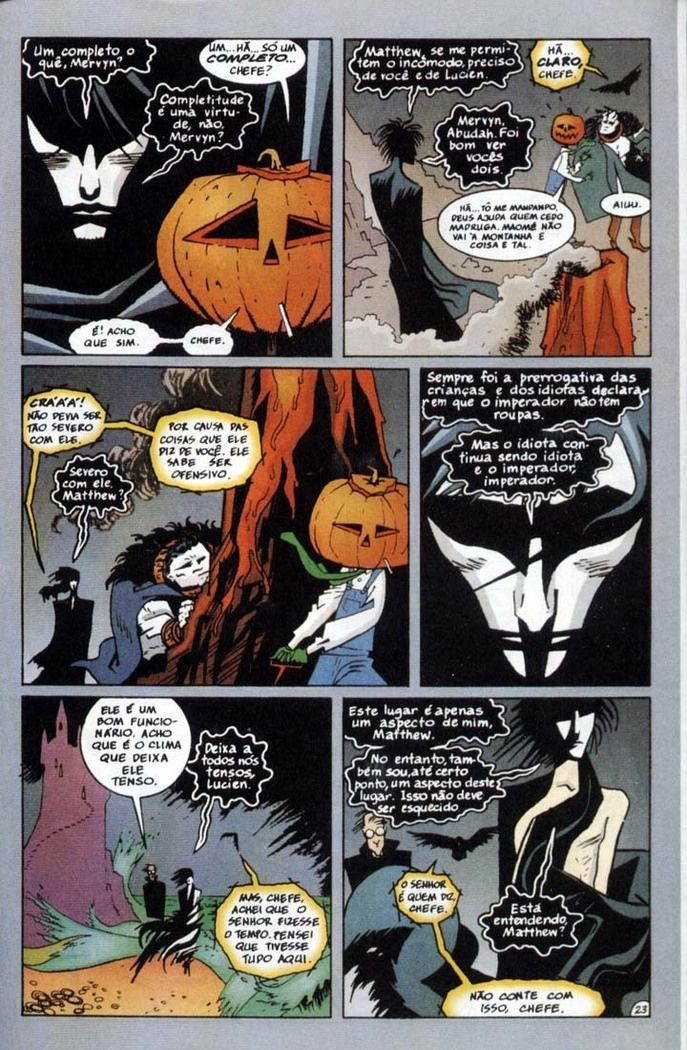 Um completo o
quê, Mervyn?
UM...HÃ...SÓ UM
COMPLETO...
CHEFE?
Completitude
é uma virtu-
de, não,
Mervyn?
É! ACHO
QUE SIM.
CHEFE.
Matthew, se me permi-
tem o incômodo, preciso
de você e de Lucien.
HÃ...
CLARO,
CHEFE.
Mervyn,
Abudah. Foi
bom ver
vocês
dois.
HÃ...TÔ ME MANDANDO,
DEUS AJUDA QUEM CEDO
MADRUGA. MAOMÉ NÃO
VAI À MONTANHA E
COISA E TAL.
AIUU.
CRÁ'A'A'!
NÃO DEVIA SER
TÃO SEVERO
COM ELE.
Severo
com ele,
Matthew?
POR CAUSA DAS
COISAS QUE ELE
DIZ DE VOCÊ. ELE
SABE SER
OFENSIVO.
Sempre foi a prerrogativa das
crianças e dos idiotas declara-
rem que o imperador não tem
roupas.
Mas o idiota con-
tinua sendo idiota
e o imperador,
imperador.
ELE É UM
BOM FUNCIO-
NÁRIO. ACHO
QUE É O CLIMA
QUE DEIXA
ELE
TENSO.
Deixa a
todos nós
tensos,
Lucien.
MAS, CHEFE,
ACHEI QUE O
SENHOR FIZESSE
O TEMPO. PENSEI
QUE TIVESSE
TUDO AQUI.
Este lugar é apenas
um aspecto de mim,
Matthew.
No entanto, tam-
bém sou, até certo
ponto, um aspecto deste
lugar. Isso não deve
ser esquecido
O SENHOR
É QUEM DIZ,
CHEFE.
Está
entendendo,
Matthew?
NÃO CONTE COM
ISSO, CHEFE.
23